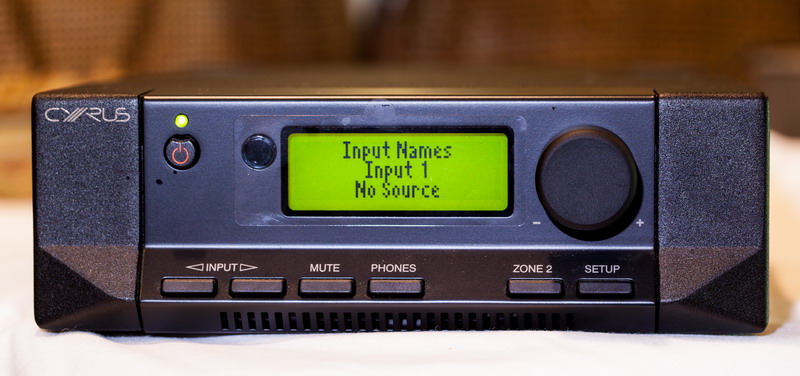 CYRUS
Input Names
Input 1
No Source
- +
INPUT MUTE PHONES ZONE 2 SETUP